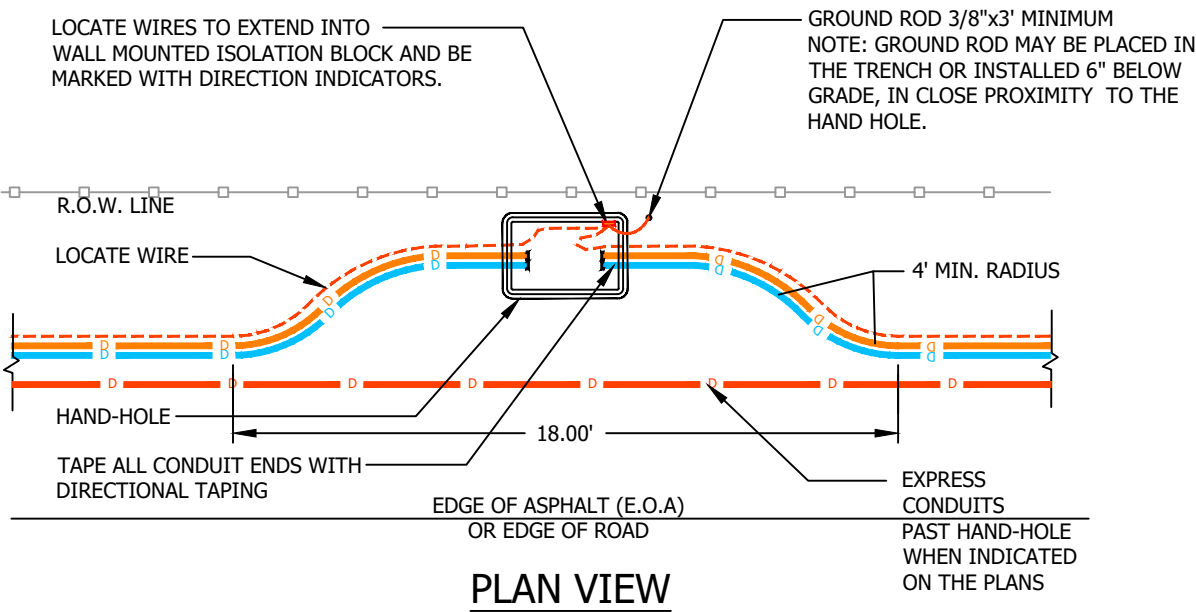 LOCATE WIRES TO EXTEND INTO
WALL MOUNTED ISOLATION BLOCK AND BE
MARKED WITH DIRECTION INDICATORS.
GROUND ROD 3/8"x3' MINIMUM
NOTE: GROUND ROD MAY BE PLACED IN
THE TRENCH OR INSTALLED 6" BELOW
GRADE, IN CLOSE PROXIMITY TO THE
HAND HOLE.
R.O.W. LINE
LOCATE WIRE
4' MIN. RADIUS
D D D D D D D D
D D D D D D D D
D D D D D D D D
HAND-HOLE
18.00'
TAPE ALL CONDUIT ENDS WITH
DIRECTIONAL TAPING
EXPRESS
CONDUITS
PAST HAND-HOLE
WHEN INDICATED
ON THE PLANS
EDGE OF ASPHALT (E.O.A)
OR EDGE OF ROAD
PLAN VIEW